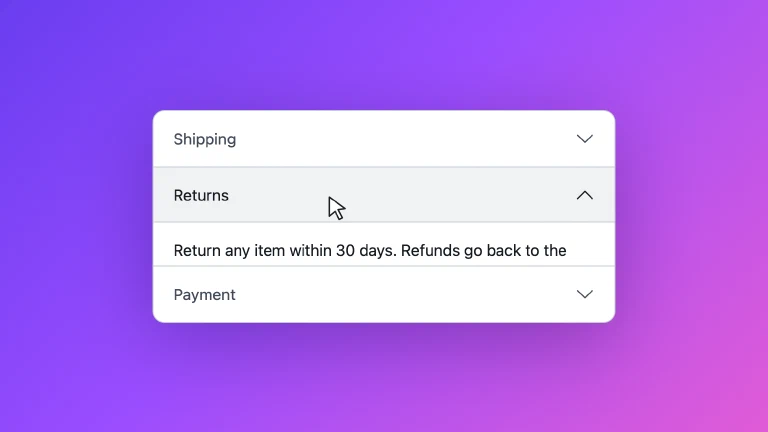 Shipping
Returns
Return any item within 30 days. Refunds go back to the
Payment